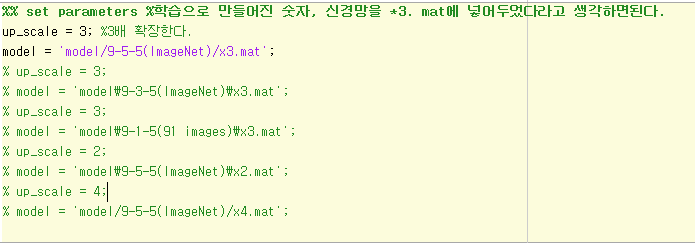 %% set parameters %학습으로 만들어진 숫자, 신경망을 *3. mat에 넣어두었다라고 생각하면된다.
up_scale = 3; %3배 확장한다.
model = 'model/9-5-5(ImageNet)/x3.mat';
% up_scale = 3;
% model = 'model₩9-3-5(ImageNet)₩x3.mat';
% up_scale = 3;
% model = 'model₩9-1-5(91 images)₩x3.mat';
% up_scale = 2;
% model = 'model₩9-5-5(ImageNet)₩x2.mat';
% up_scale = 4;
% model = 'model/9-5-5(ImageNet)/x4.mat';